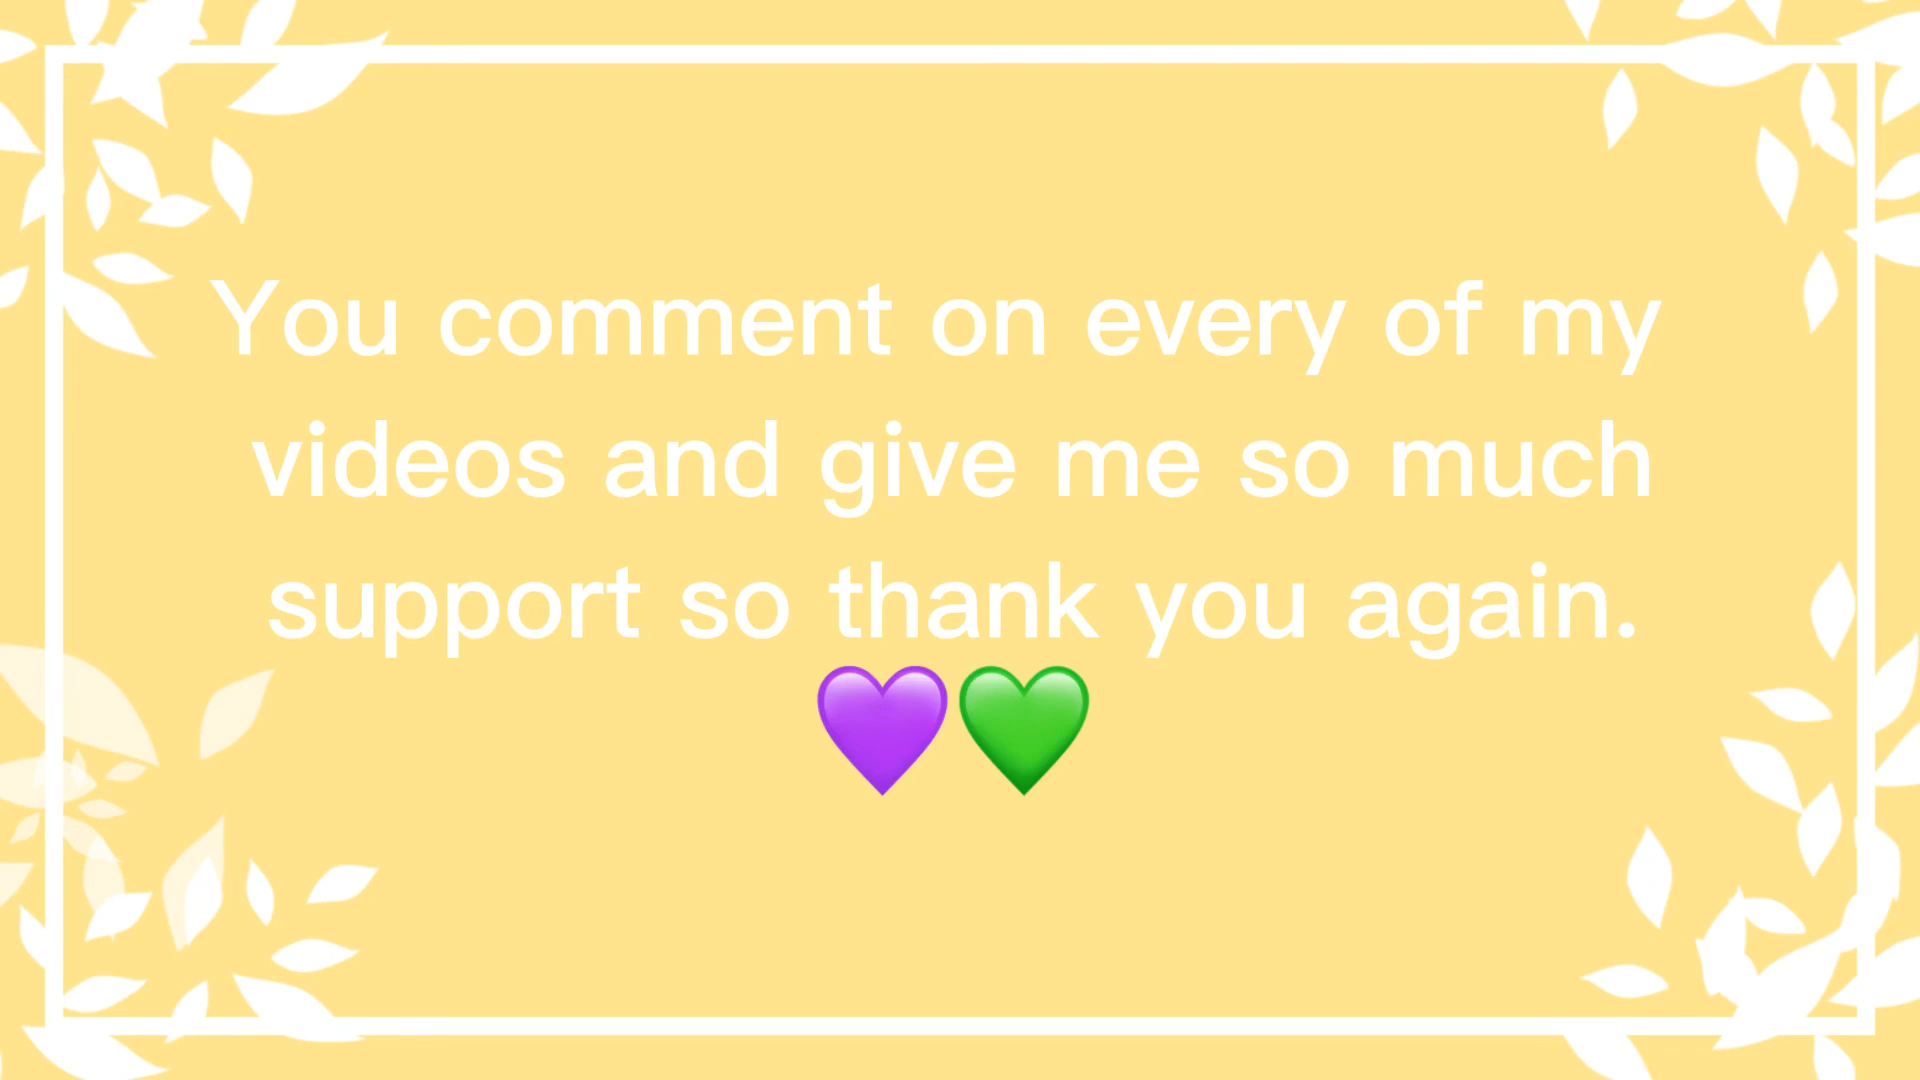 You comment on every of my
videos and give me so much
support so thank you again.
💜💚